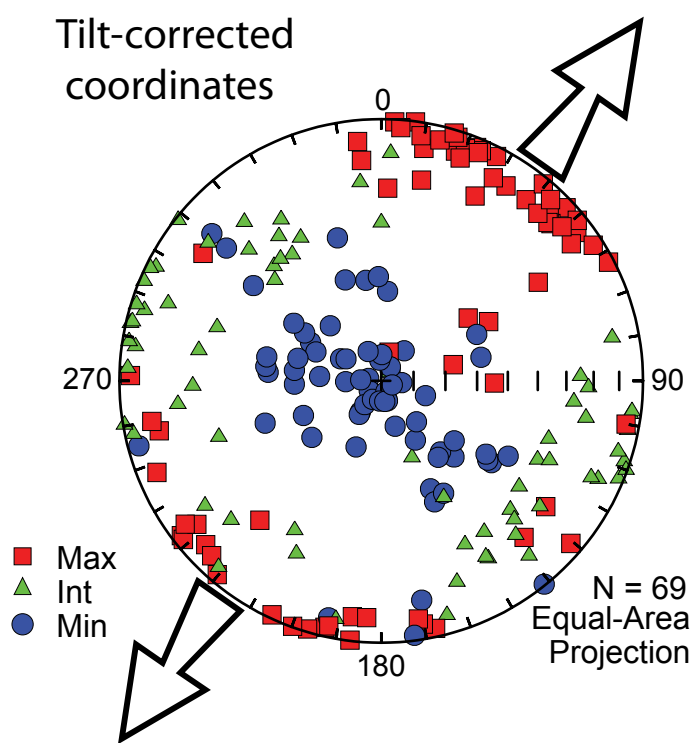 Tilt-corrected
coordinates
0
270
90
Max
Int
Min
N = 69
Equal-Area
Projection
180